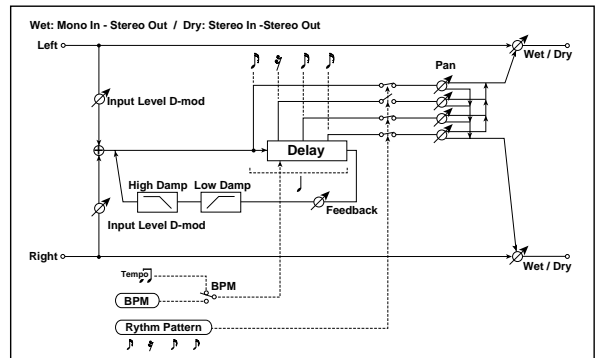 Wet: Mono In - Stereo Out / Dry: Stereo In -Stereo Out
Left
Wet / Dry
Pan
Input Level D-mod
Delay
High Damp
Low Damp
Feedback
Input Level D-mod
Right
Wet / Dry
Tempo
BPM
BPM
Rythm Pattern